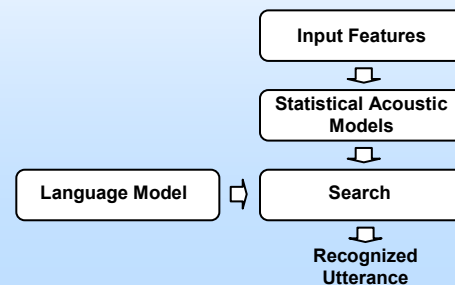 Input Features
Statistical Acoustic
Models
Language Model
Search
Recognized
Utterance